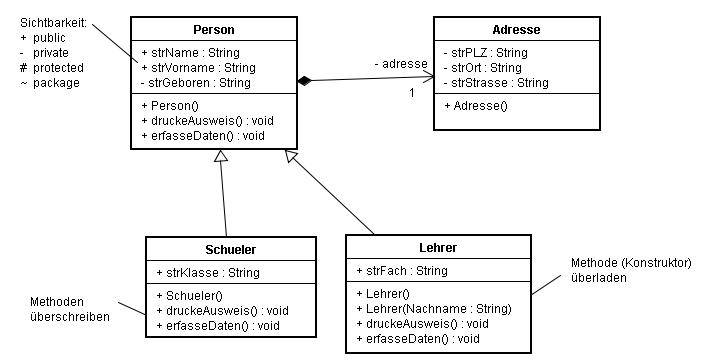 Sichtbarkeit:
+ public
- private
# protected
~ package
Person
+ strName : String
+ strVorname : String
- strGeboren : String
+ Person()
+ druckeAusweis() : void
+ erfasseDaten() : void
- adresse
1
Adresse
- strPLZ : String
- strOrt : String
- strStrasse : String
+ Adresse()
Schueler
+ strKlasse : String
+ Schueler()
+ druckeAusweis() : void
+ erfasseDaten() : void
Methoden
überschreiben
Lehrer
+ strFach : String
+ Lehrer()
+ Lehrer(Nachname : String)
+ druckeAusweis() : void
+ erfasseDaten() : void
Methode (Konstruktor)
überladen